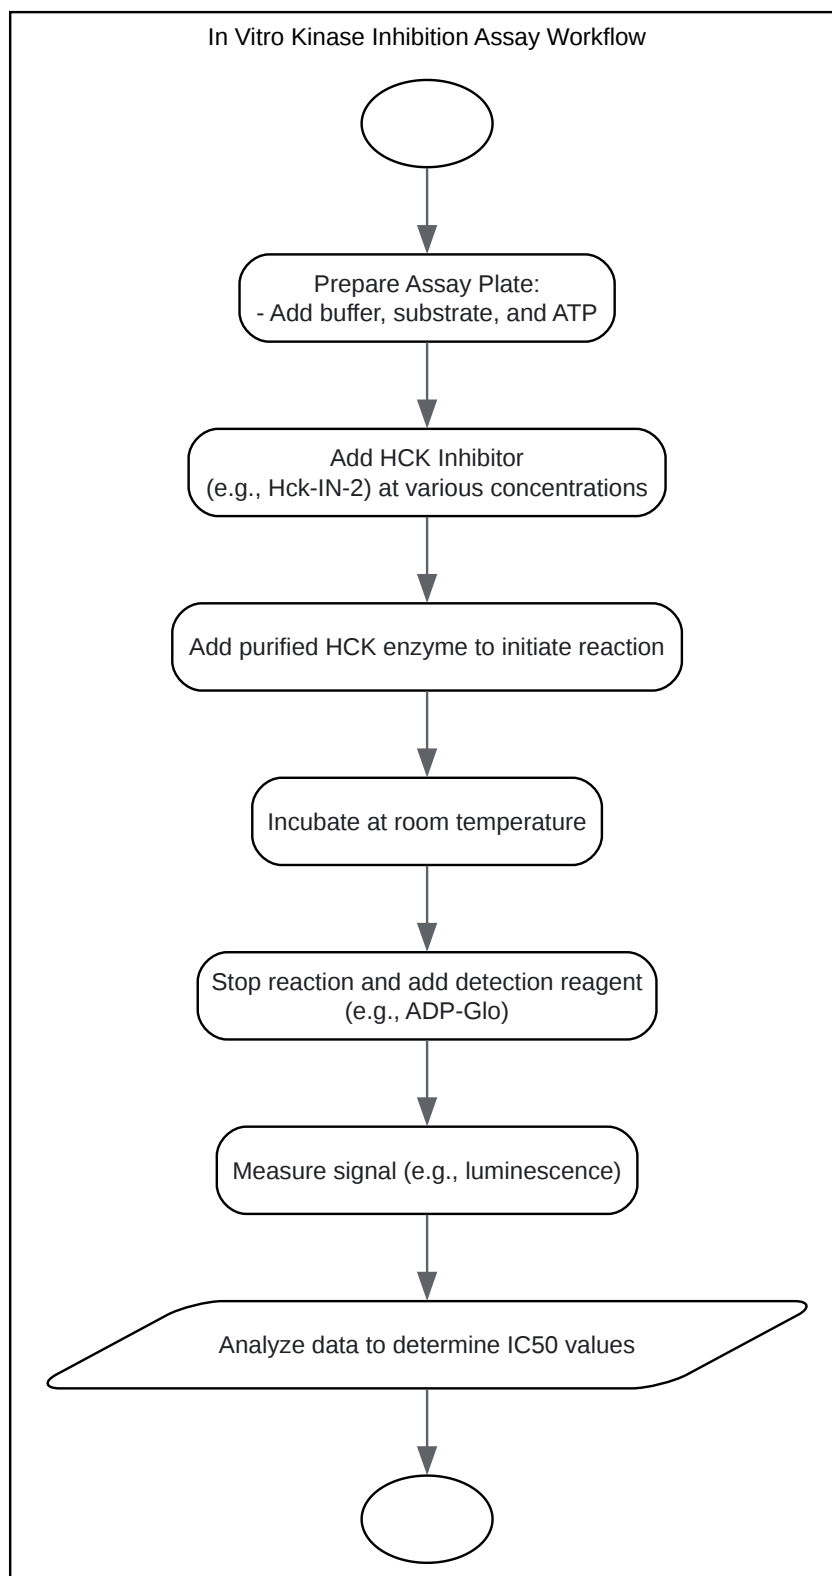 In Vitro Kinase Inhibition Assay Workflow
Prepare Assay Plate:
- Add buffer, substrate, and ATP
Add HCK Inhibitor
(e.g., Hck-IN-2) at various concentrations
Add purified HCK enzyme to initiate reaction
Incubate at room temperature
Stop reaction and add detection reagent
(e.g., ADP-Glo)
Measure signal (e.g., luminescence)
Analyze data to determine IC50 values